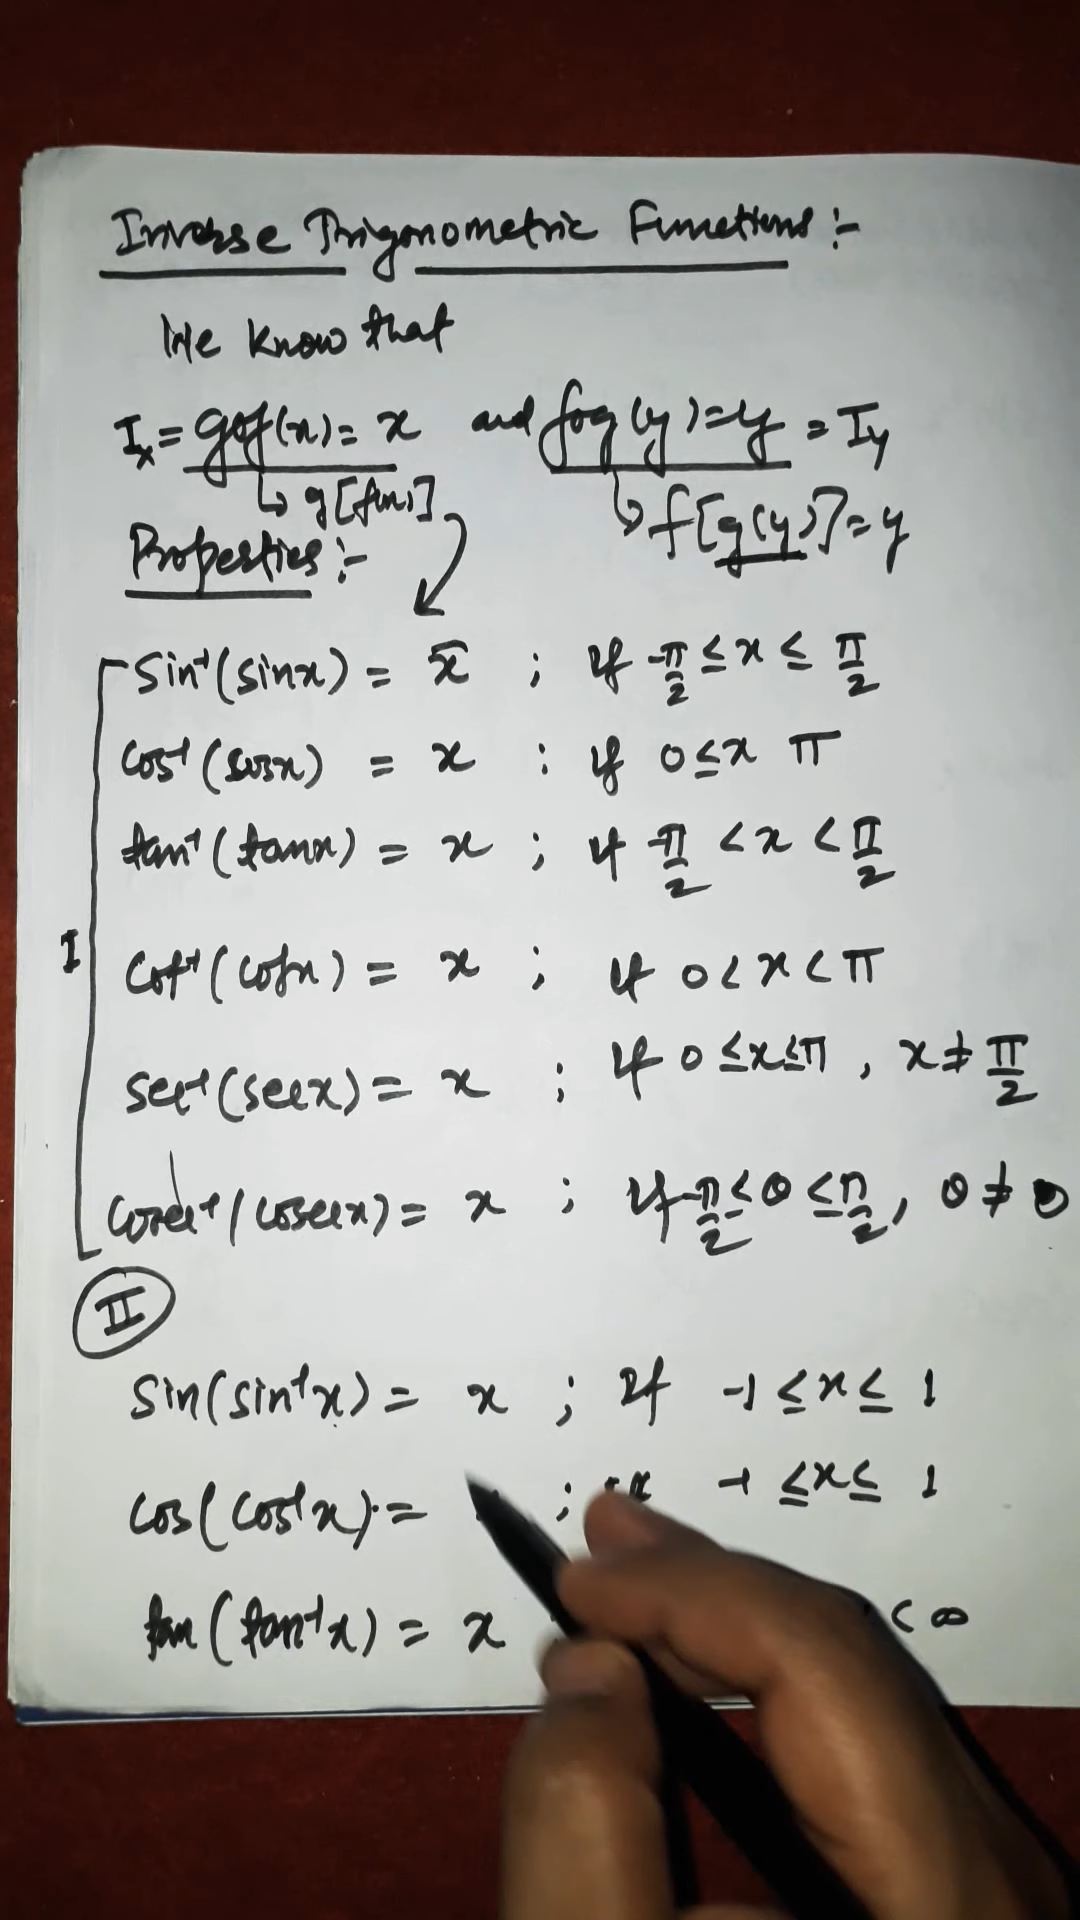 Inverse Trigonometric Functions :-
We know that
Iₓ = gof(x) = x and fog(y) = y = I_y
↳ g[f(x)] ↳ f[g(y)] = y
Properties :-
I
Sin⁻¹(sinx) = x ; if -π/2 ≤ x ≤ π/2
Cos⁻¹(cosx) = x : if 0 ≤ x π
tan⁻¹(tanx) = x ; if -π/2 < x < π/2
Cot⁻¹(cotx) = x ; if 0 < x < π
Sec⁻¹(secx) = x ; if 0 ≤ x ≤ π , x ≠ π/2
Cosec⁻¹(cosecx) = x ; if -π/2 ≤ θ ≤ π/2 , θ ≠ 0
II
Sin(sin⁻¹x) = x ; if -1 ≤ x ≤ 1
Cos(cos⁻¹x) = ; -1 ≤ x ≤ 1
tan(tan⁻¹x) = x < ∞